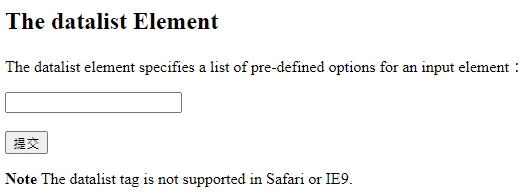 The datalist Element
The datalist element specifies a list of pre-defined options for an input element：
提交
Note The datalist tag is not supported in Safari or IE9.